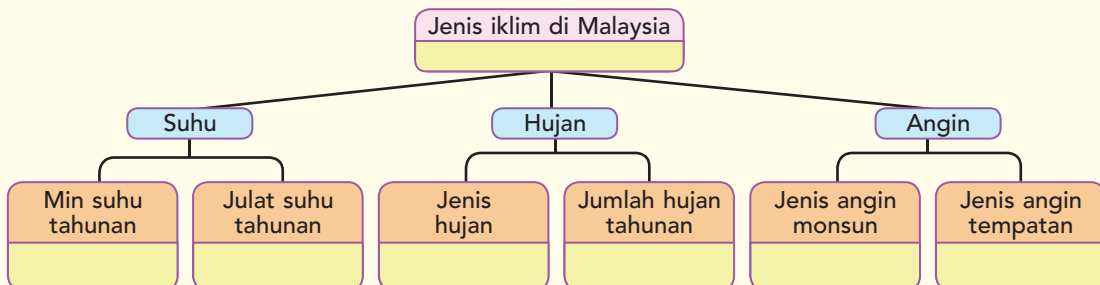 Jenis iklim di Malaysia
Suhu
Hujan
Angin
Min suhu
tahunan
Julat suhu
tahunan
Jenis
hujan
Jumlah hujan
tahunan
Jenis angin
monsun
Jenis angin
tempatan